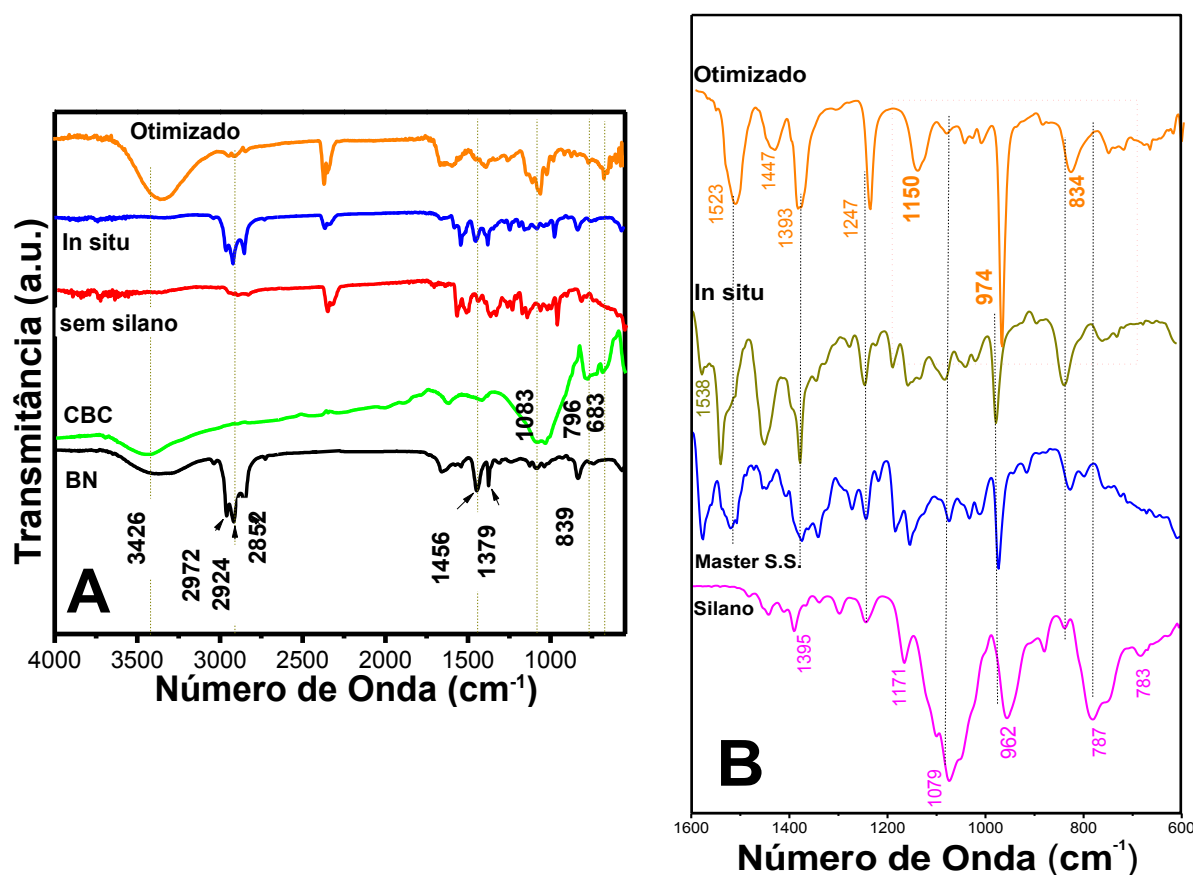 Transmitância (a.u.)
Otimizado
In situ
sem silano
CBC
BN
1083
796
683
3426
2972
2924
2852
1456
1379
839
A
4000 3500 3000 2500 2000 1500 1000
Número de Onda (cm⁻¹)
Otimizado
1523
1447
1393
1247
1150
974
834
In situ
1538
Master S.S.
Silano
1395
1171
1079
962
787
783
B
1600 1400 1200 1000 800 600
Número de Onda (cm⁻¹)